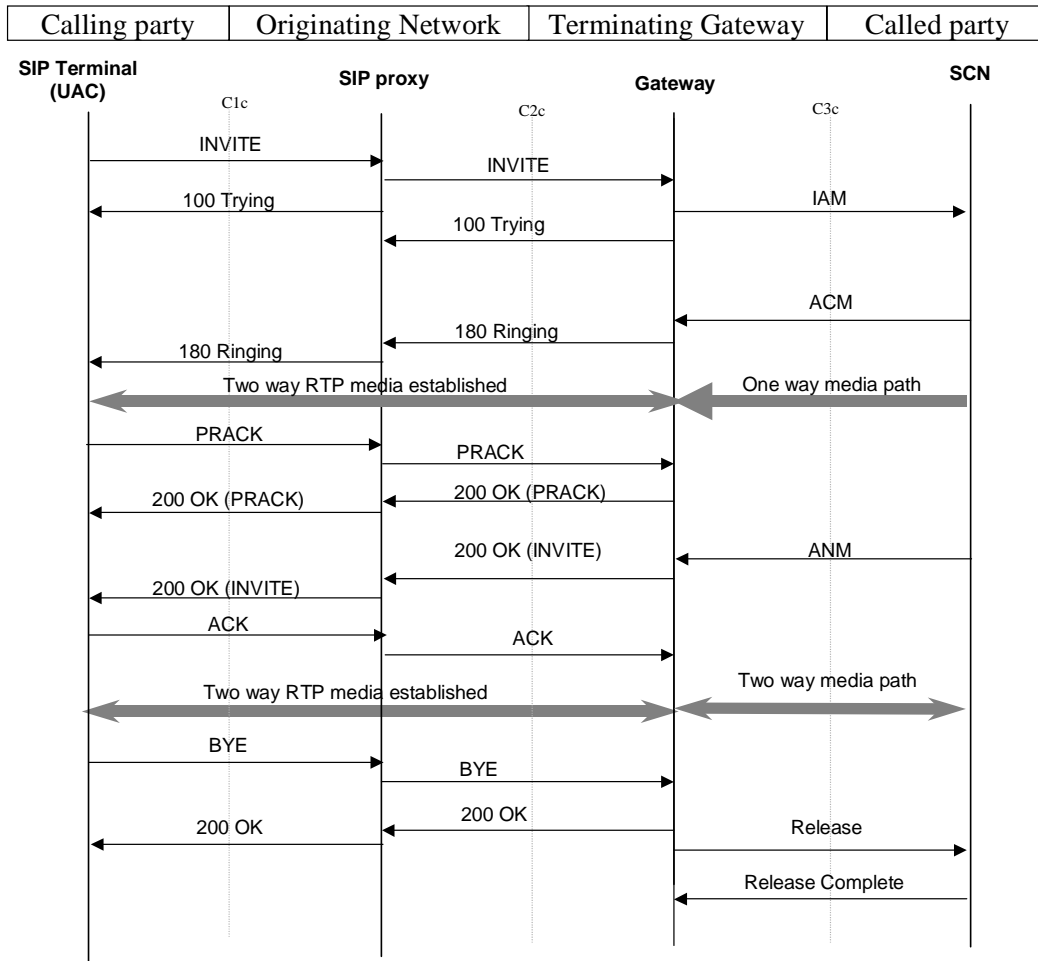 Calling party Originating Network Terminating Gateway Called party
SIP Terminal
(UAC)
SIP proxy
Gateway
SCN
C1c
C2c
C3c
INVITE
INVITE
100 Trying
IAM
100 Trying
ACM
180 Ringing
180 Ringing
Two way RTP media established
One way media path
PRACK
PRACK
200 OK (PRACK)
200 OK (PRACK)
200 OK (INVITE)
ANM
200 OK (INVITE)
ACK
ACK
Two way RTP media established
Two way media path
BYE
BYE
200 OK
200 OK
Release
Release Complete